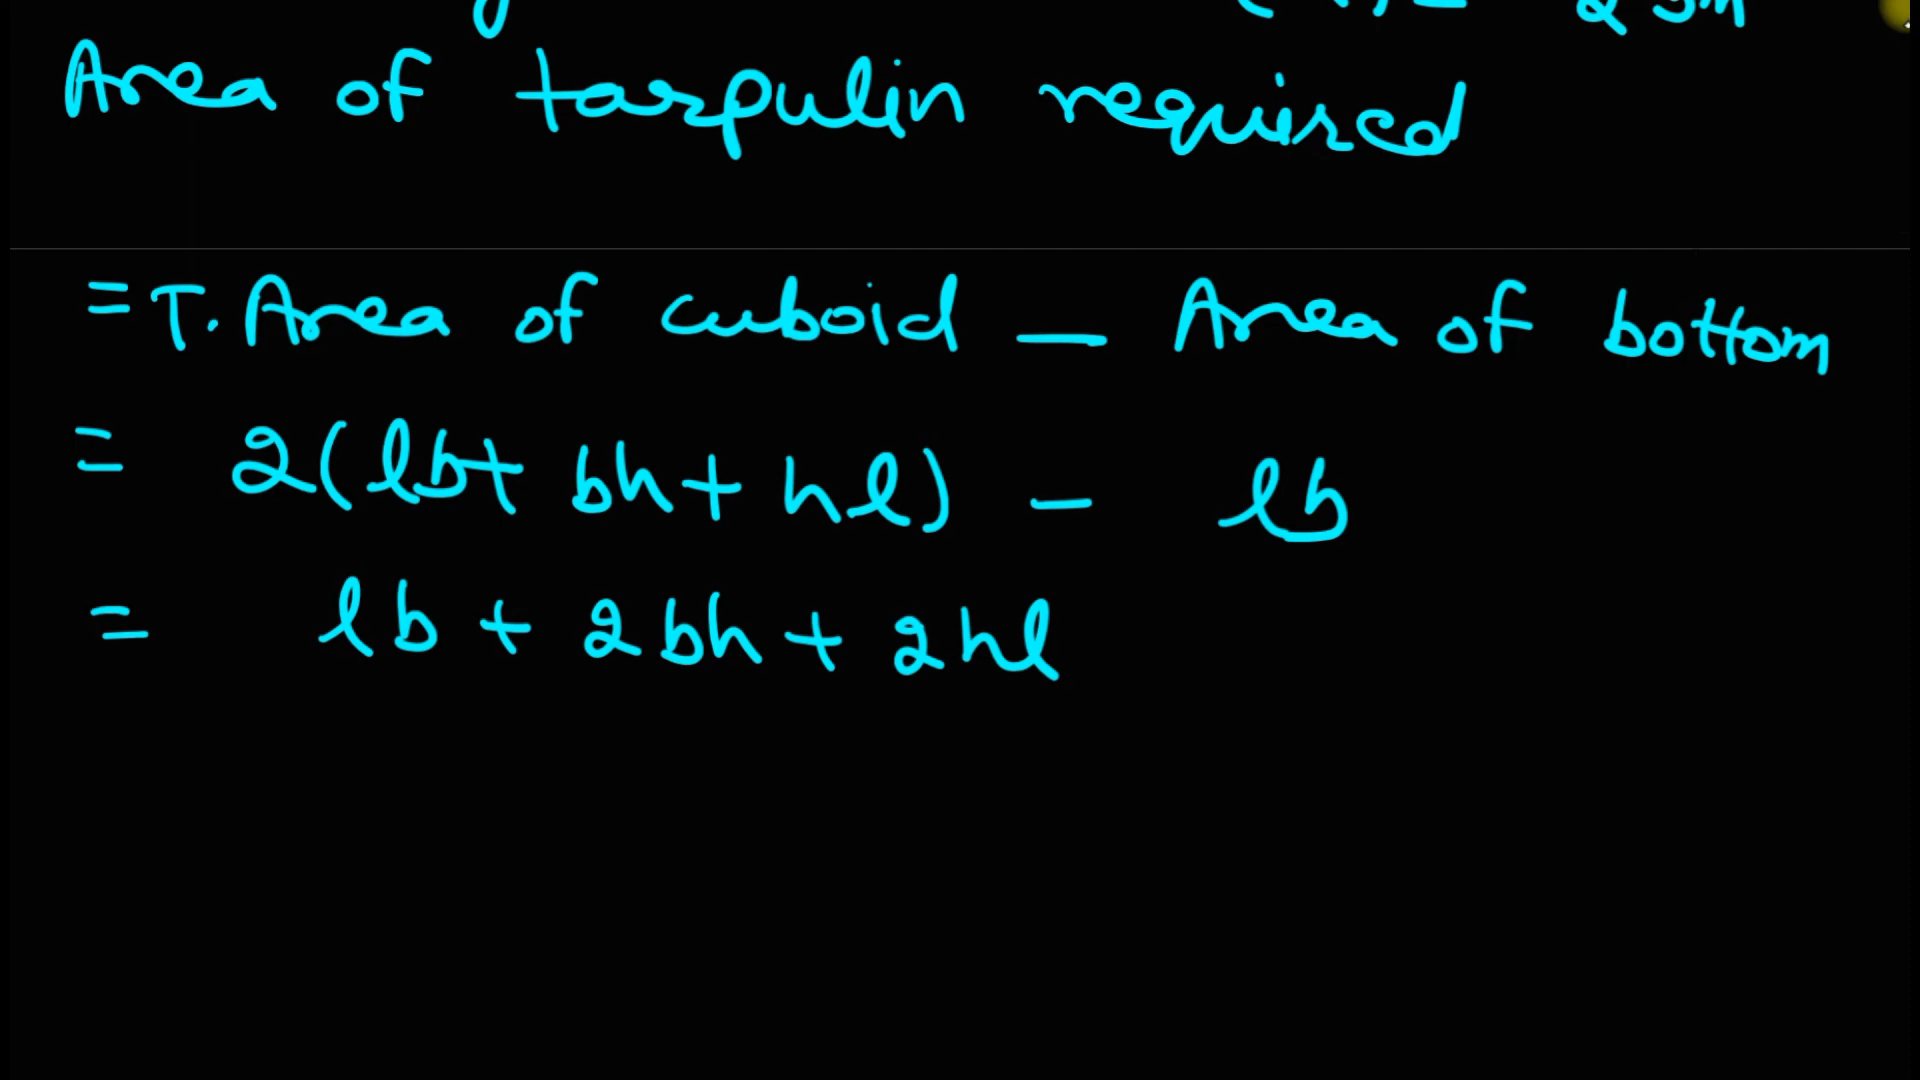 Area of tarpulin required
= T. Area of cuboid - Area of bottom
= 2(lb+ bh+ hl) - lb
= lb + 2bh + 2hl